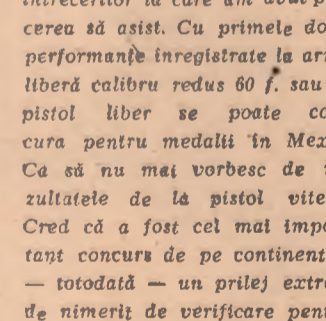 întrecerilor la care am avut p
cerea să asist. Cu primele do
performanțe înregistrate la ar
liberă calibru redus 60 f. sau
pistol liber se poate co
cura pentru medalii în Mex
Ca să nu mai vorbesc de
zultatele de la pistol vite
Cred că a fost cel mai impo
tant concurs de pe continent
— totodată — un prilej extre
de nimerit de verificare pent